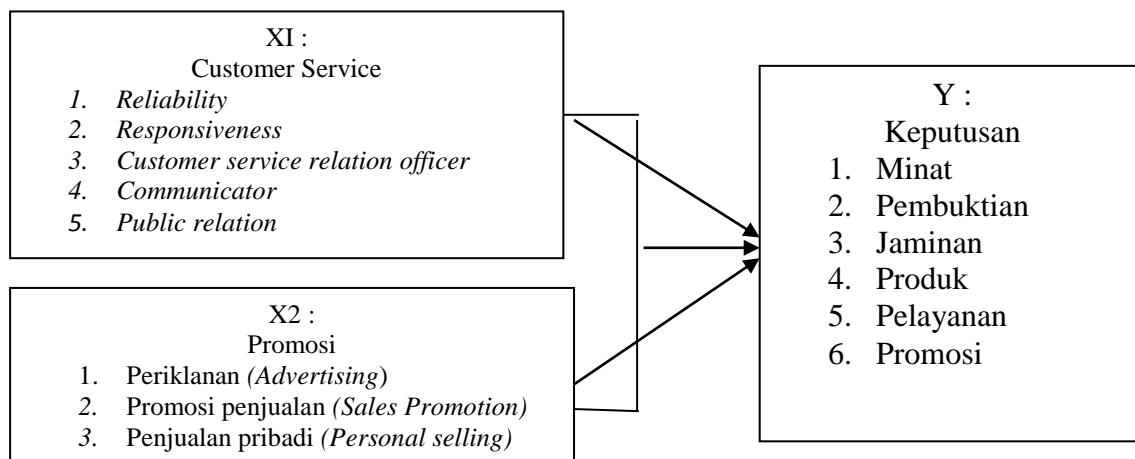 XI :
Customer Service
1. Reliability
2. Responsiveness
3. Customer service relation officer
4. Communicator
5. Public relation
X2 :
Promosi
1. Periklanan (Advertising)
2. Promosi penjualan (Sales Promotion)
3. Penjualan pribadi (Personal selling)
Y :
Keputusan
1. Minat
2. Pembuktian
3. Jaminan
4. Produk
5. Pelayanan
6. Promosi